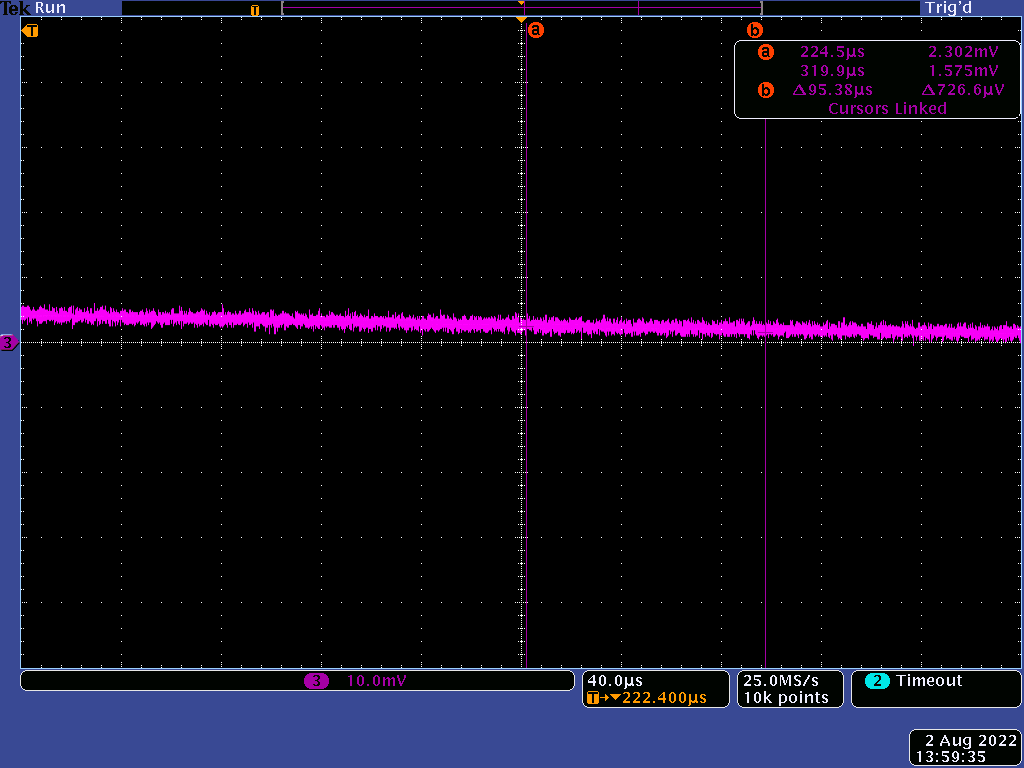 Tek Run Trig'd
T
T
a b
a 224.5µs 2.302mV
319.9µs 1.575mV
b Δ95.38µs Δ726.6µV
Cursors Linked
3
3 10.0mV
40.0µs
T→▼222.400µs
25.0MS/s
10k points
2 Timeout
2 Aug 2022
13:59:35